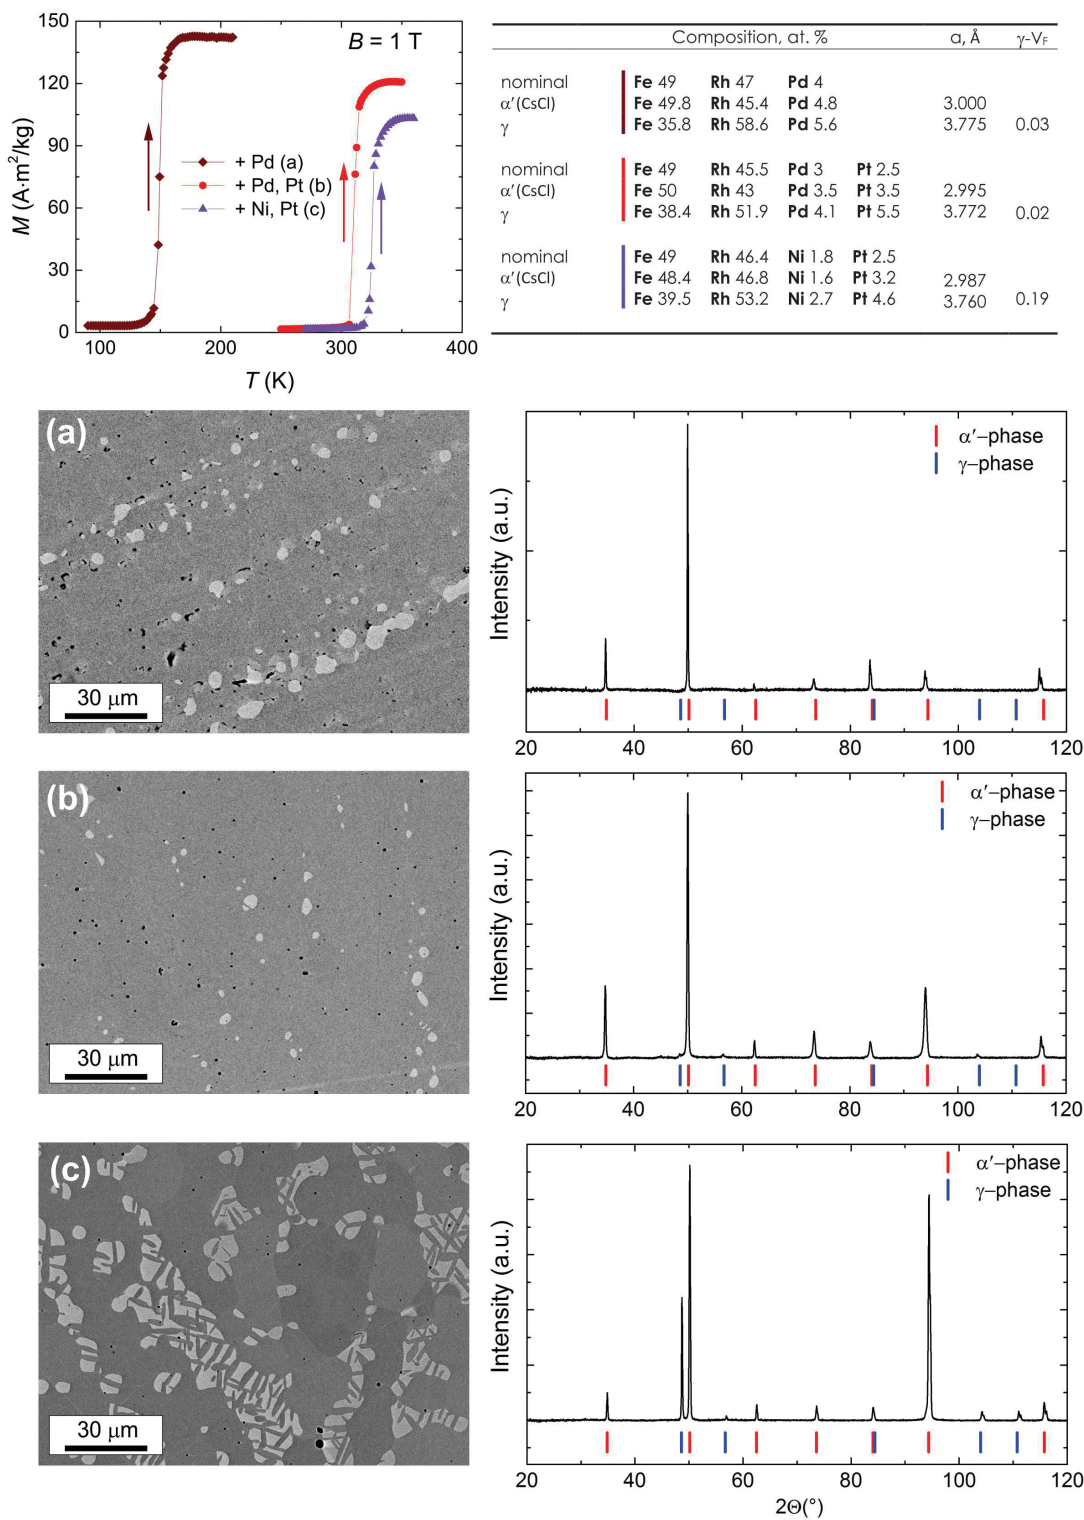 150
120
90
60
30
0
M (A·m²/kg)
B = 1 T
+ Pd (a)
+ Pd, Pt (b)
+ Ni, Pt (c)
100 200 300 400
T (K)
Composition, at. % a, Å γ-V_F
nominal Fe 49 Rh 47 Pd 4
α′(CsCl) Fe 49.8 Rh 45.4 Pd 4.8 3.000
γ Fe 35.8 Rh 58.6 Pd 5.6 3.775 0.03
nominal Fe 49 Rh 45.5 Pd 3 Pt 2.5
α′(CsCl) Fe 50 Rh 43 Pd 3.5 Pt 3.5 2.995
γ Fe 38.4 Rh 51.9 Pd 4.1 Pt 5.5 3.772 0.02
nominal Fe 49 Rh 46.4 Ni 1.8 Pt 2.5
α′(CsCl) Fe 48.4 Rh 46.8 Ni 1.6 Pt 3.2 2.987
γ Fe 39.5 Rh 53.2 Ni 2.7 Pt 4.6 3.760 0.19
(a)
30 μm
Intensity (a.u.)
α′–phase
γ–phase
20 40 60 80 100 120
(b)
30 μm
Intensity (a.u.)
α′–phase
γ–phase
20 40 60 80 100 120
(c)
30 μm
Intensity (a.u.)
α′–phase
γ–phase
20 40 60 80 100 120
2Θ(°)